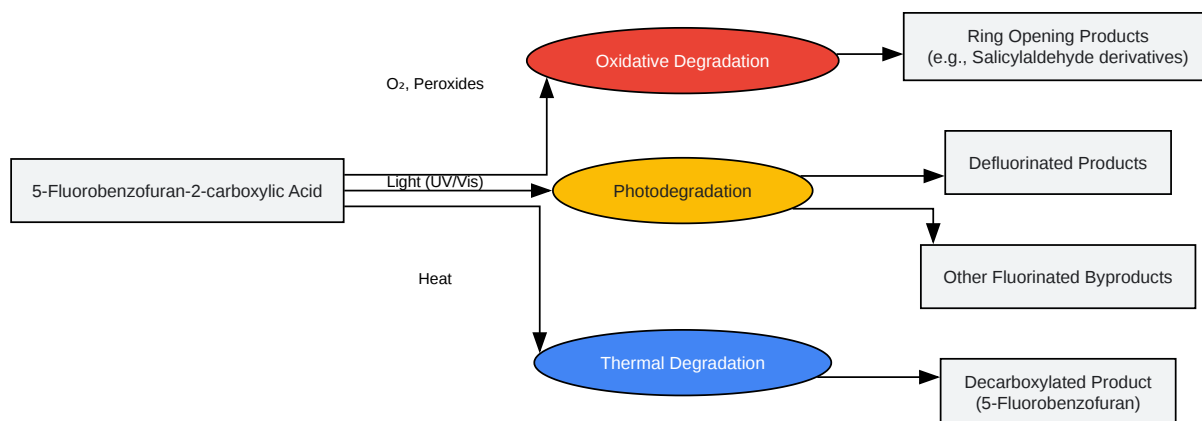 Ring Opening Products
(e.g., Salicylaldehyde derivatives)
Oxidative Degradation
O₂, Peroxides
Defluorinated Products
5-Fluorobenzofuran-2-carboxylic Acid
Light (UV/Vis)
Photodegradation
Other Fluorinated Byproducts
Heat
Thermal Degradation
Decarboxylated Product
(5-Fluorobenzofuran)